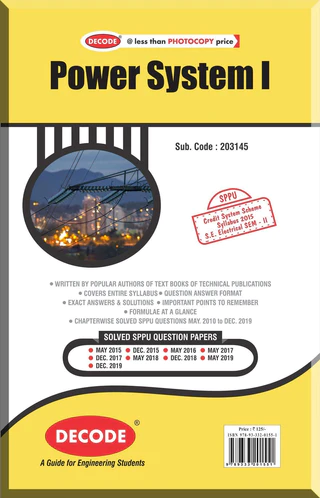 DECODE ® @ less than PHOTOCOPY price
Power System I
Sub. Code : 203145
SPPU
Credit System Scheme
Syllabus 2015
S.E. Electrical SEM - II
• WRITTEN BY POPULAR AUTHORS OF TEXT BOOKS OF TECHNICAL PUBLICATIONS
• COVERS ENTIRE SYLLABUS • QUESTION ANSWER FORMAT
• EXACT ANSWERS & SOLUTIONS • IMPORTANT POINTS TO REMEMBER
• FORMULAE AT A GLANCE
• CHAPTERWISE SOLVED SPPU QUESTIONS MAY. 2010 to DEC. 2019
SOLVED SPPU QUESTION PAPERS
• MAY 2015 • DEC. 2015 • MAY 2016 • MAY 2017
• DEC. 2017 • MAY 2018 • DEC. 2018 • MAY 2019
• DEC. 2019
DECODE ®
A Guide for Engineering Students
Price : ₹ 125/-